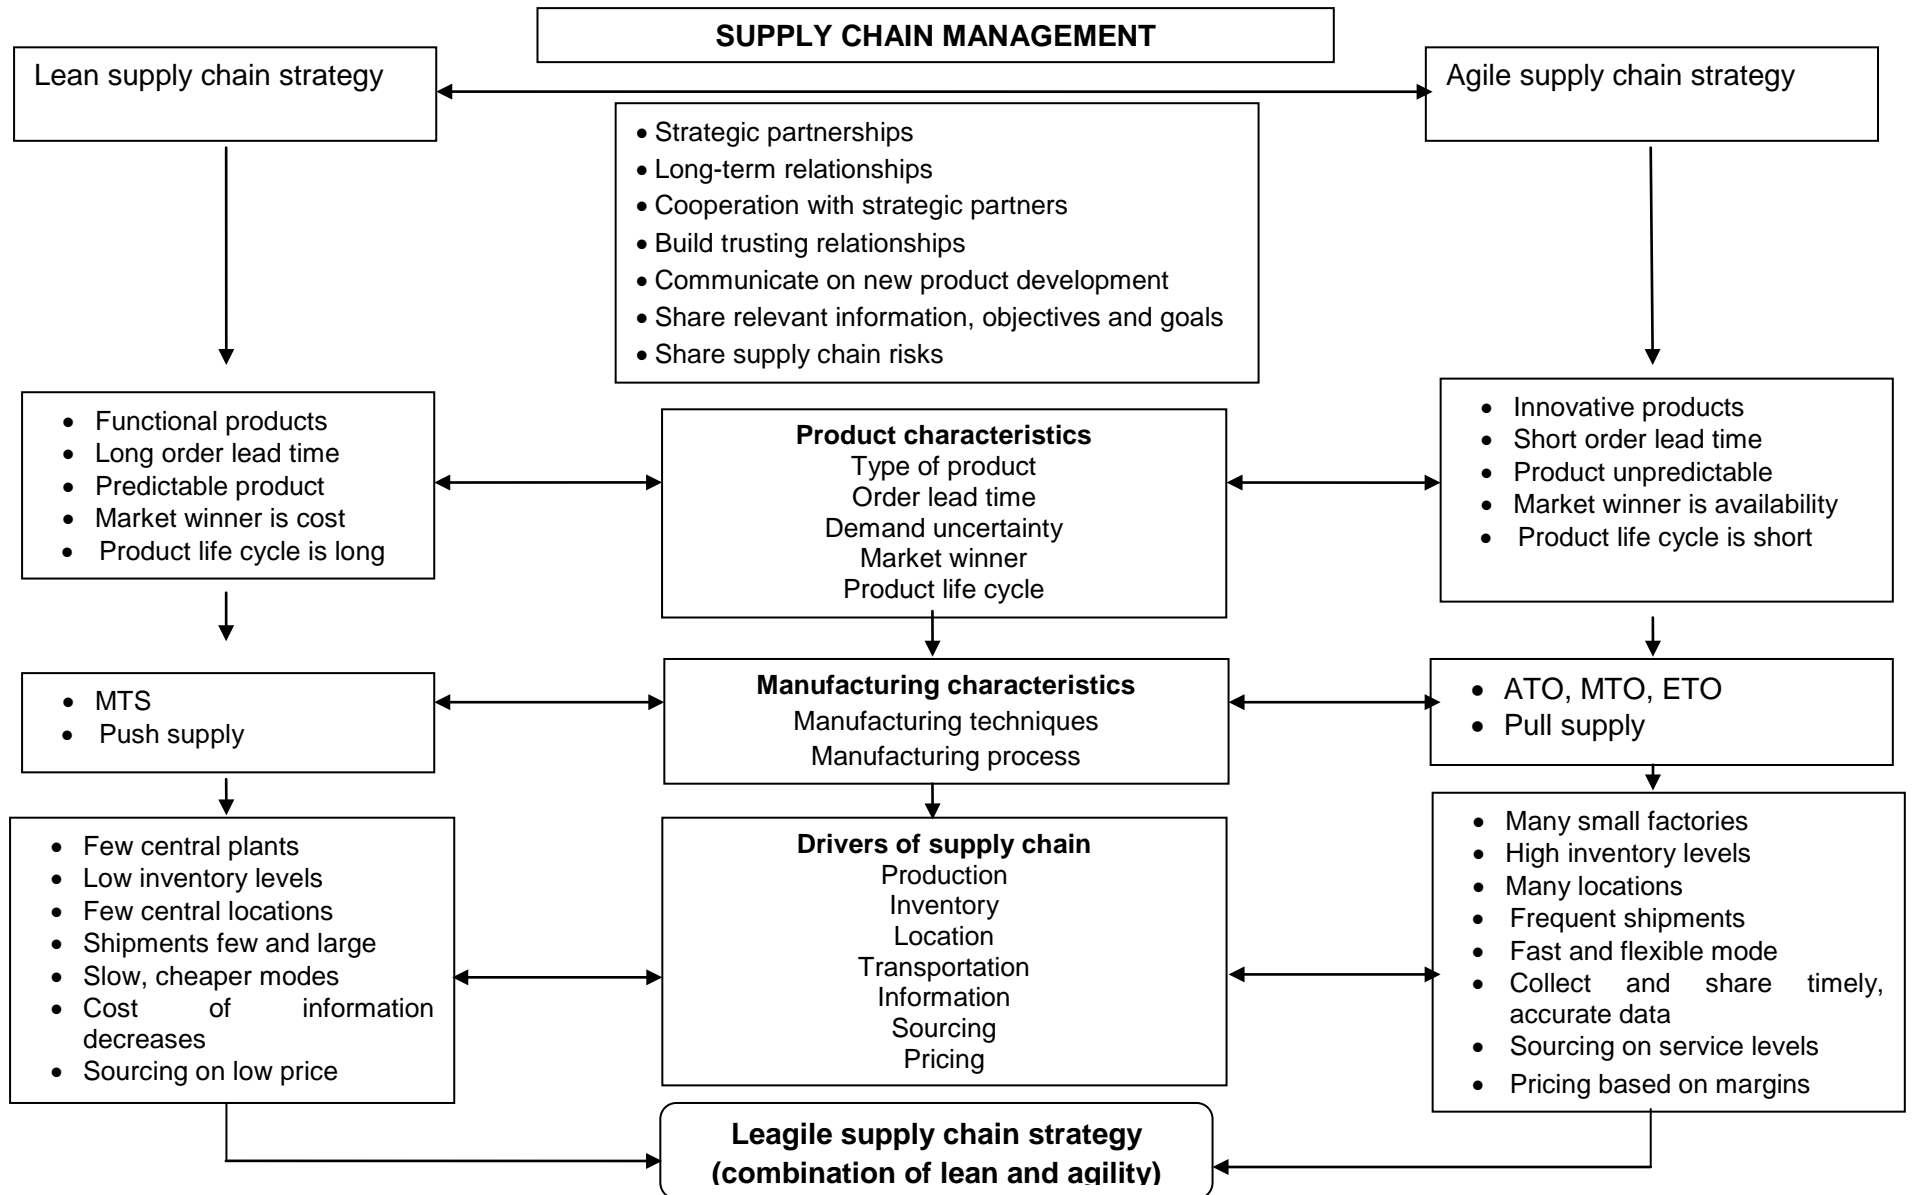 SUPPLY CHAIN MANAGEMENT
Lean supply chain strategy
Agile supply chain strategy
• Strategic partnerships
• Long-term relationships
• Cooperation with strategic partners
• Build trusting relationships
• Communicate on new product development
• Share relevant information, objectives and goals
• Share supply chain risks
• Functional products
• Long order lead time
• Predictable product
• Market winner is cost
• Product life cycle is long
Product characteristics
Type of product
Order lead time
Demand uncertainty
Market winner
Product life cycle
• Innovative products
• Short order lead time
• Product unpredictable
• Market winner is availability
• Product life cycle is short
• MTS
• Push supply
Manufacturing characteristics
Manufacturing techniques
Manufacturing process
• ATO, MTO, ETO
• Pull supply
• Few central plants
• Low inventory levels
• Few central locations
• Shipments few and large
• Slow, cheaper modes
• Cost of information
decreases
• Sourcing on low price
Drivers of supply chain
Production
Inventory
Location
Transportation
Information
Sourcing
Pricing
• Many small factories
• High inventory levels
• Many locations
• Frequent shipments
• Fast and flexible mode
• Collect and share timely,
accurate data
• Sourcing on service levels
• Pricing based on margins
Leagile supply chain strategy
(combination of lean and agility)